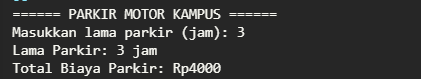 ====== PARKIR MOTOR KAMPUS ======
Masukkan lama parkir (jam): 3
Lama Parkir: 3 jam
Total Biaya Parkir: Rp4000